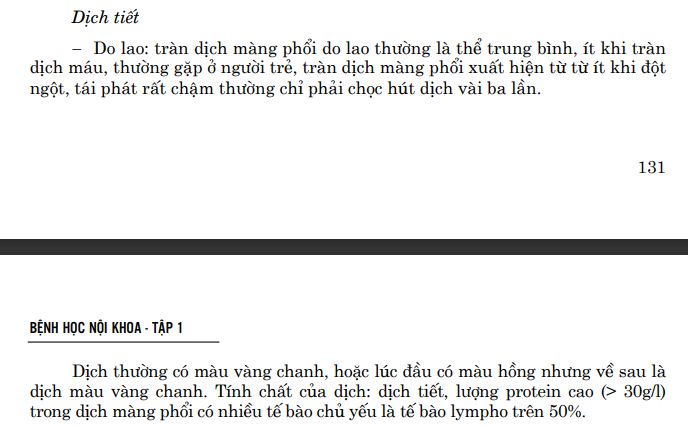 Dịch tiết
– Do lao: tràn dịch màng phổi do lao thường là thể trung bình, ít khi tràn
dịch máu, thường gặp ở người trẻ, tràn dịch màng phổi xuất hiện từ từ ít khi đột
ngột, tái phát rất chậm thường chỉ phải chọc hút dịch vài ba lần.
131
BỆNH HỌC NỘI KHOA - TẬP 1
Dịch thường có màu vàng chanh, hoặc lúc đầu có màu hồng nhưng về sau là
dịch màu vàng chanh. Tính chất của dịch: dịch tiết, lượng protein cao (> 30g/l)
trong dịch màng phổi có nhiều tế bào chủ yếu là tế bào lympho trên 50%.